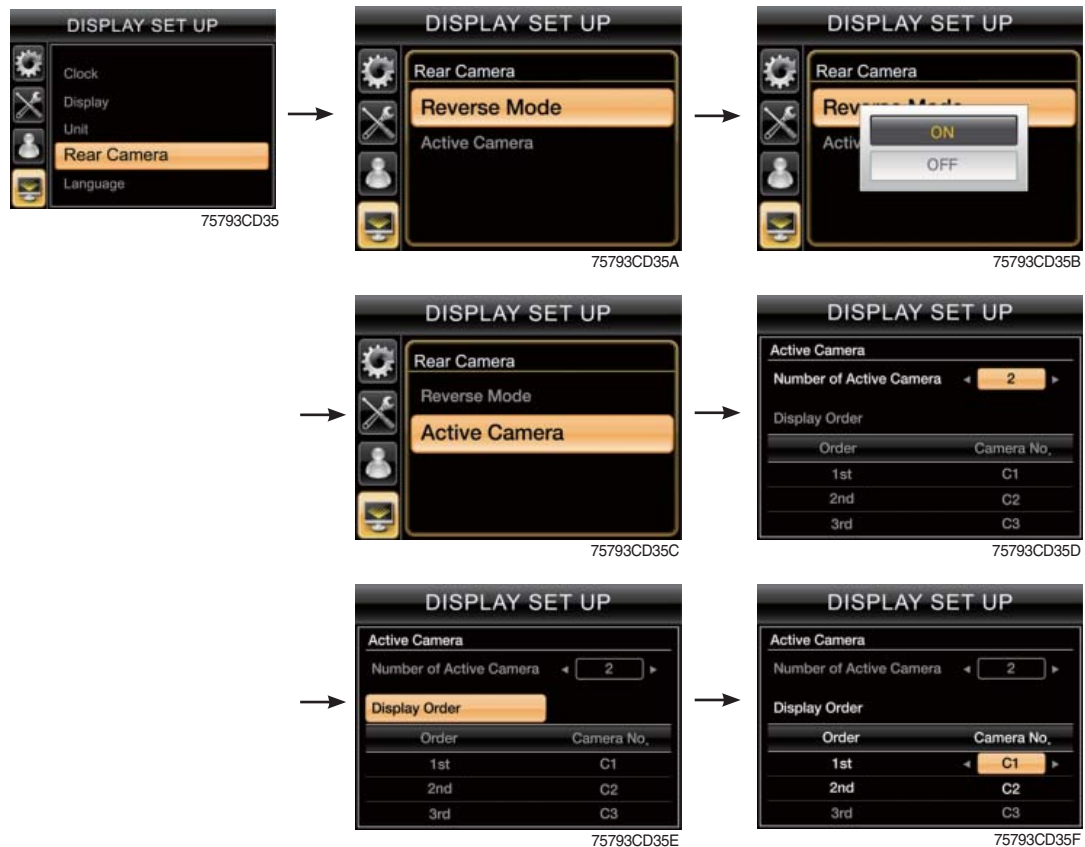 DISPLAY SET UP
Clock
Display
Unit
Rear Camera
Language
75793CD35
DISPLAY SET UP
Rear Camera
Reverse Mode
Active Camera
75793CD35A
DISPLAY SET UP
Rear Camera
Rev
ON
Activ
OFF
75793CD35B
DISPLAY SET UP
Rear Camera
Reverse Mode
Active Camera
75793CD35C
DISPLAY SET UP
Active Camera
Number of Active Camera 2
Display Order
Order Camera No.
1st C1
2nd C2
3rd C3
75793CD35D
DISPLAY SET UP
Active Camera
Number of Active Camera 2
Display Order
Order Camera No.
1st C1
2nd C2
3rd C3
75793CD35E
DISPLAY SET UP
Active Camera
Number of Active Camera 2
Display Order
Order Camera No.
1st C1
2nd C2
3rd C3
75793CD35F